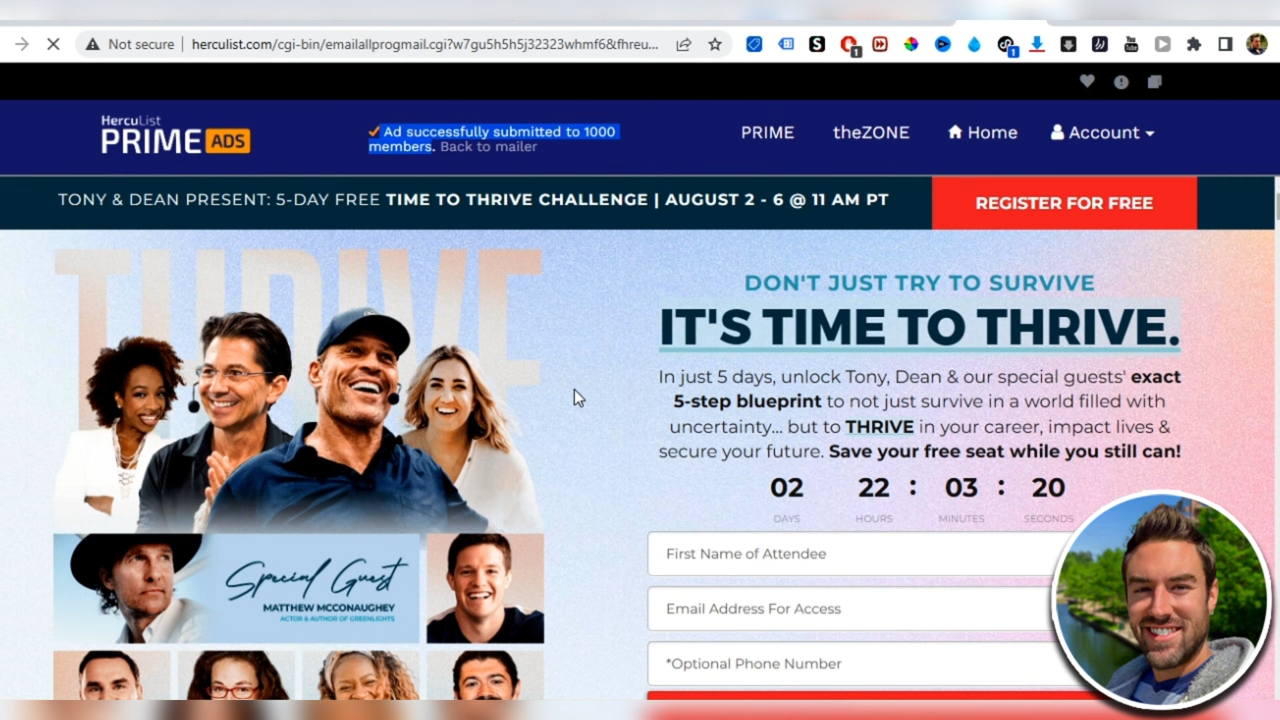 Not secure
herculist.com/cgi-bin/emailallprogmail.cgi?w7gu5h5h5j32323whmf6&fhreu...
HercuList
PRIME ADS
Ad successfully submitted to 1000
members. Back to mailer
PRIME
theZONE
Home
Account
TONY & DEAN PRESENT: 5-DAY FREE TIME TO THRIVE CHALLENGE | AUGUST 2 - 6 @ 11 AM PT
REGISTER FOR FREE
THRIVE
DON'T JUST TRY TO SURVIVE
IT'S TIME TO THRIVE.
In just 5 days, unlock Tony, Dean & our special guests' exact
5-step blueprint to not just survive in a world filled with
uncertainty... but to THRIVE in your career, impact lives &
secure your future. Save your free seat while you still can!
02 22 : 03 : 20
DAYS HOURS MINUTES SECONDS
First Name of Attendee
Email Address For Access
*Optional Phone Number
Special Guest
MATTHEW MCCONAUGHEY
ACTOR & AUTHOR OF GREENLIGHTS